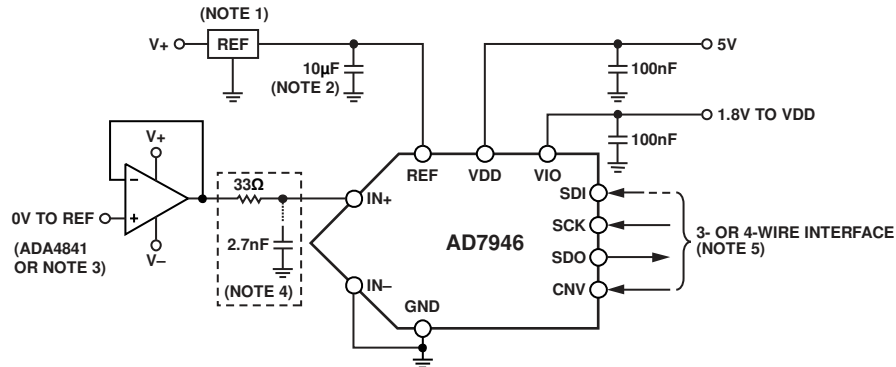 (NOTE 1)
V+
REF
10µF
(NOTE 2)
100nF
5V
100nF
1.8V TO VDD
REF
VDD
VIO
V+
−
+
0V TO REF
(ADA4841
OR NOTE 3)
V−
33Ω
2.7nF
(NOTE 4)
IN+
IN−
AD7946
GND
SDI
SCK
SDO
CNV
3- OR 4-WIRE INTERFACE
(NOTE 5)